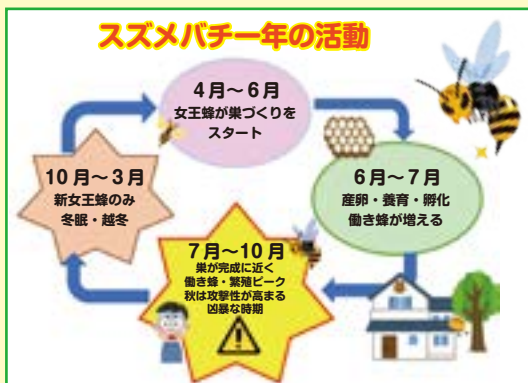 スズメバチ一年の活動
4月～6月
女王蜂が巣づくりを
スタート
6月～7月
産卵・養育・孵化
働き蜂が増える
7月～10月
巣が完成に近く
働き蜂・繁殖ピーク
秋は攻撃性が高まる
凶暴な時期
10月～3月
新女王蜂のみ
冬眠・越冬